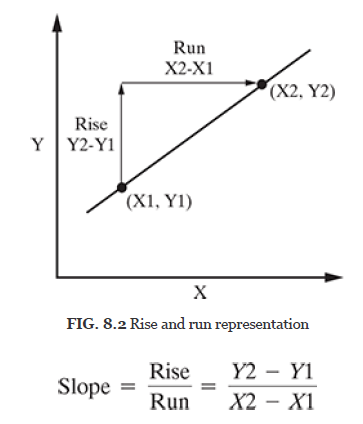 Run
X2-X1
(X2, Y2)
Rise
Y Y2-Y1
(X1, Y1)
X
FIG. 8.2 Rise and run representation
Slope = Rise / Run = Y2 − Y1 / X2 − X1